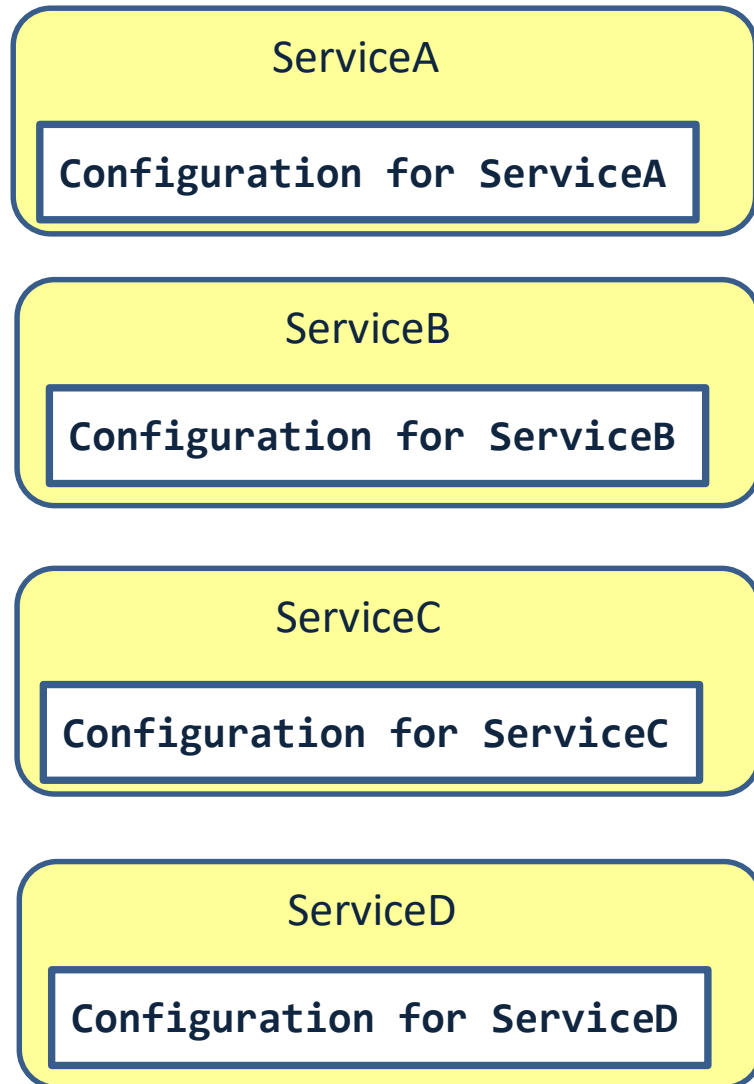 ServiceA
Configuration for ServiceA
ServiceB
Configuration for ServiceB
ServiceC
Configuration for ServiceC
ServiceD
Configuration for ServiceD